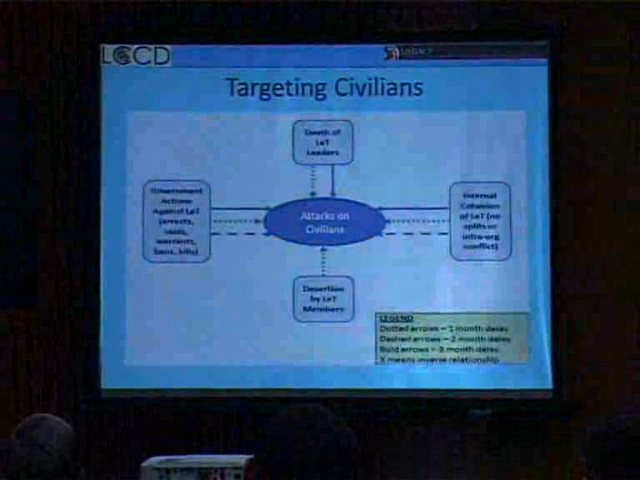 LCCD
LEGACY
Targeting Civilians
Death of
LeT
Leaders
Government
Actions
Against LeT
(arrests,
raids,
warrants,
bans, kills)
Attacks on
Civilians
Internal
Cohesion
of LeT (no
splits or
intra-org
conflict)
Desertion
by LeT
Members
LEGEND
Dotted arrows = 1 month delay
Dashed arrows = 2 month delay
Bold arrows = 3 month delay
X means inverse relationship